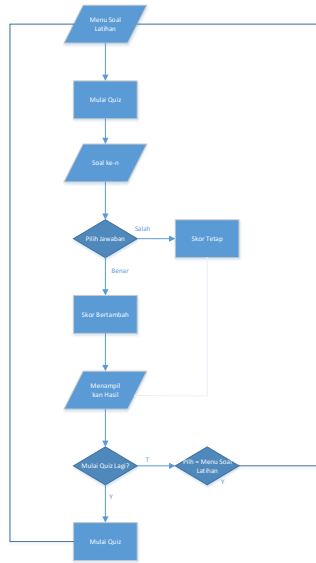 Menu Soal
Latihan
Mulai Quiz
Soal ke-n
Pilih Jawaban
Salah
Skor Tetap
Benar
Skor Bertambah
Menampil
kan Hasil
Mulai Quiz Lagi?
T
Pilh = Menu Soal
Latihan
Y
Y
Mulai Quiz